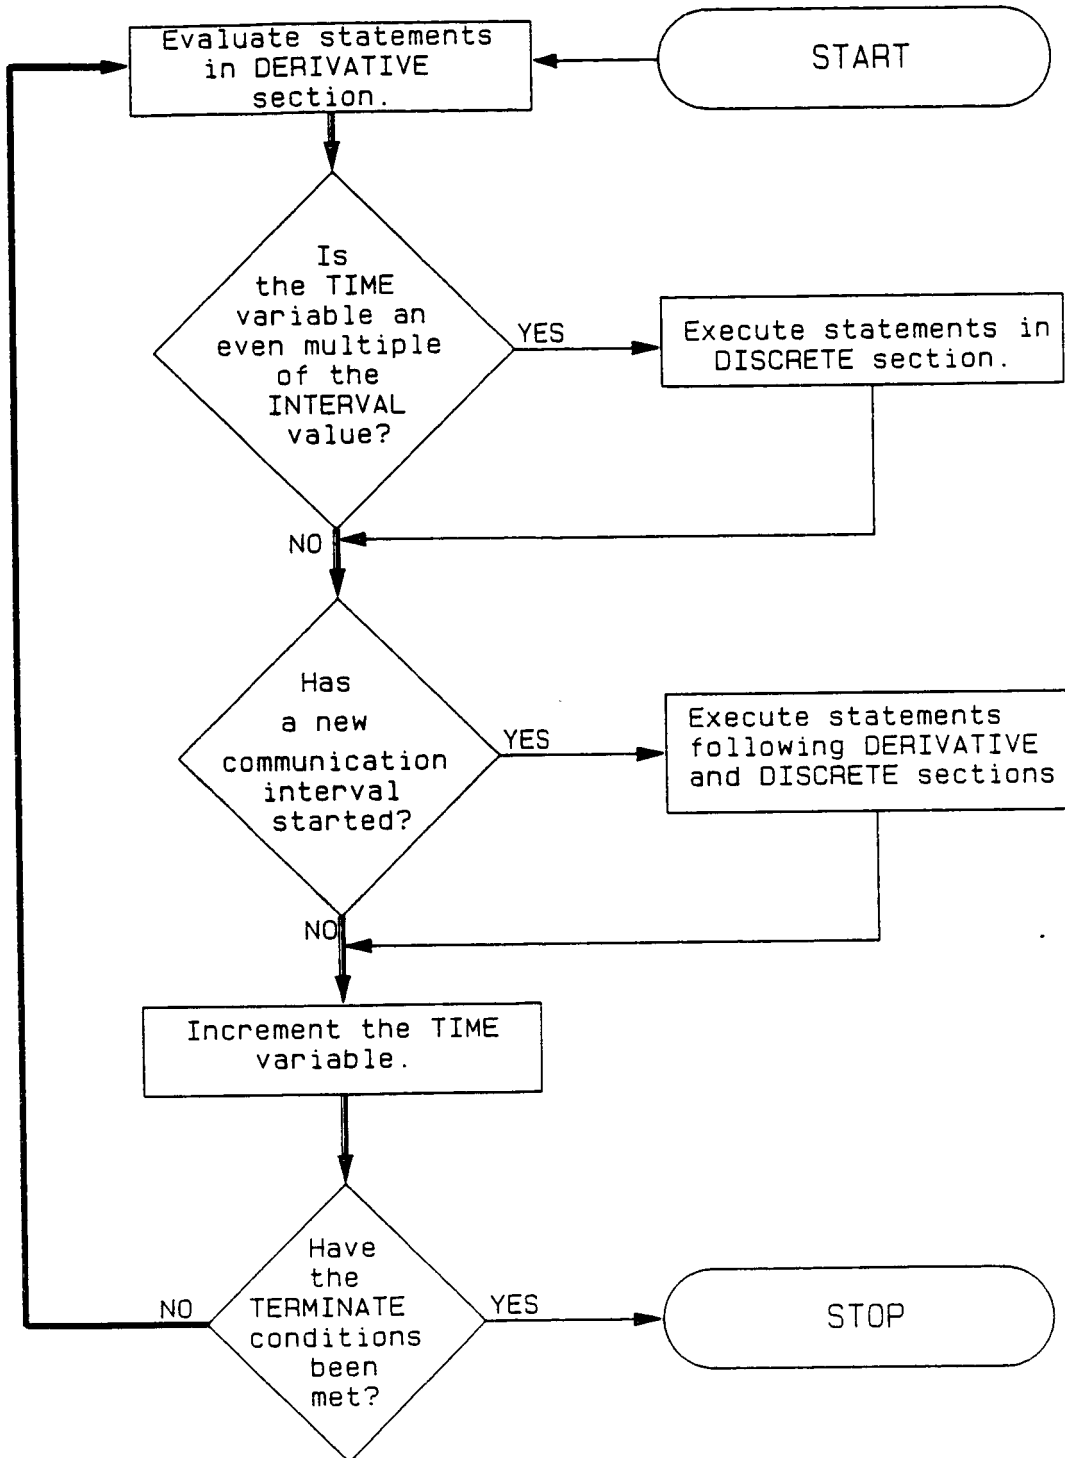 START
Evaluate statements
in DERIVATIVE
section.
Is
the TIME
variable an
even multiple
of the
INTERVAL
value?
YES
Execute statements in
DISCRETE section.
NO
Has
a new
communication
interval
started?
YES
Execute statements
following DERIVATIVE
and DISCRETE sections
NO
Increment the TIME
variable.
Have
the
TERMINATE
conditions
been
met?
NO
YES
STOP